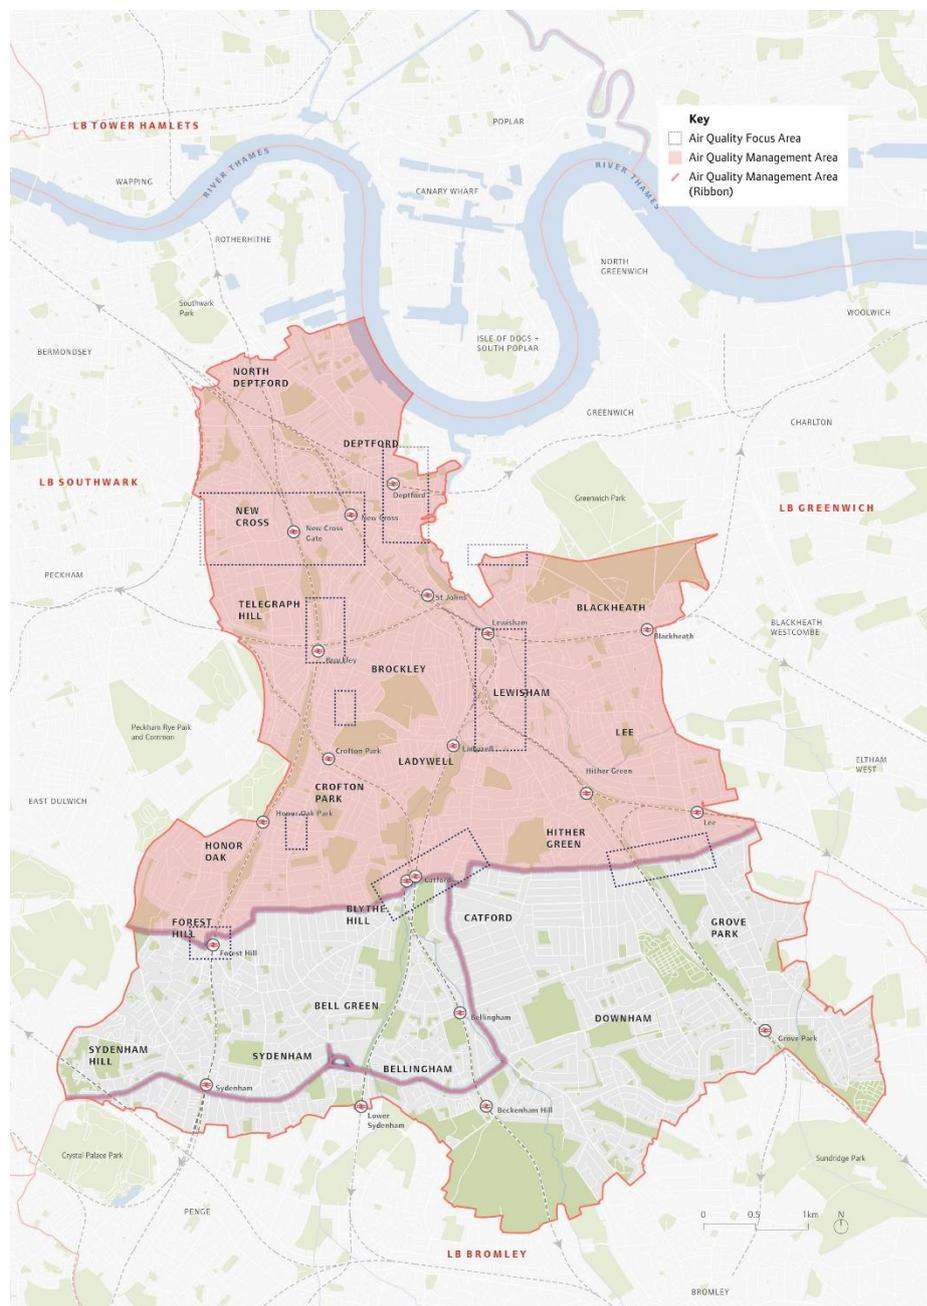 LB TOWER HAMLETS
POPLAR
Key
Air Quality Focus Area
Air Quality Management Area
Air Quality Management Area
(Ribbon)
RIVER THAMES
RIVER THAMES
WAPPING
CANARY WHARF
ROTHERHITHE
NORTH
GREENWICH
Southwark
Park
WOOLWICH
BERMONDSEY
ISLE OF DOGS +
SOUTH POPLAR
NORTH
DEPTFORD
GREENWICH
CHARLTON
DEPTFORD
LB SOUTHWARK
Deptford
Greenwich Park
LB GREENWICH
NEW
CROSS
New Cross
New Cross
Gate
PECKHAM
St Johns
TELEGRAPH
HILL
BLACKHEATH
Lewisham
Blackheath
BLACKHEATH
WESTCOMBE
Brockley
BROCKLEY
LEWISHAM
Peckham Rye Park
and Common
LEE
Crofton Park
Ladywell
LADYWELL
ELTHAM
WEST
Hither Green
CROFTON
PARK
EAST DULWICH
Honor Oak Park
Lee
HONOR
OAK
HITHER
GREEN
Catford
BLYTHE
HILL
CATFORD
FOREST
HILL
GROVE
PARK
Forest Hill
BELL GREEN
Bellingham
DOWNHAM
Grove Park
SYDENHAM
HILL
SYDENHAM
BELLINGHAM
Sydenham
Lower
Sydenham
Beckenham Hill
Crystal Palace Park
Sundridge Park
PENGE
0 0.5 1km N
LB BROMLEY
BROMLEY